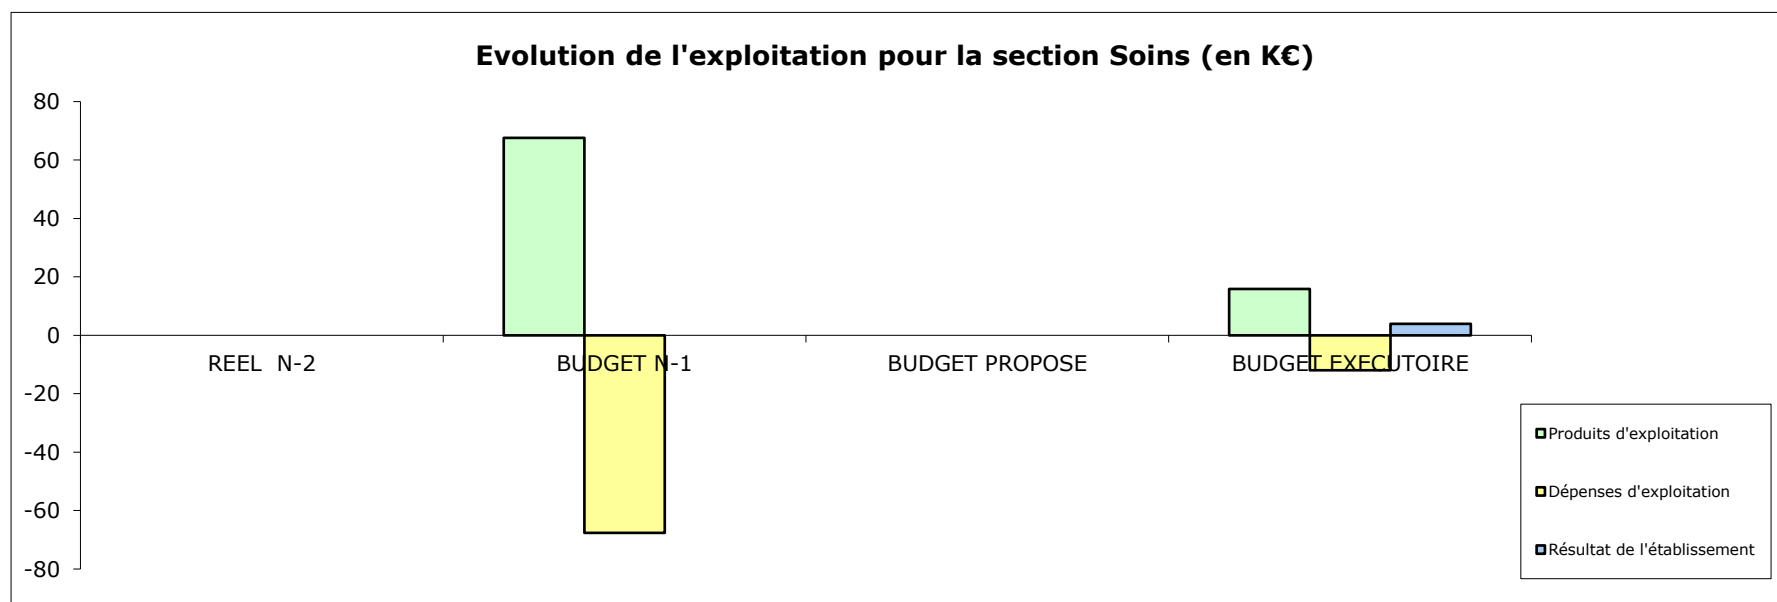 Evolution de l'exploitation pour la section Soins (en K€)
80
60
40
20
0
-20
-40
-60
-80
REEL  N-2
BUDGET N-1
BUDGET PROPOSE
BUDGET EXECUTOIRE
Produits d'exploitation
Dépenses d'exploitation
Résultat de l'établissement